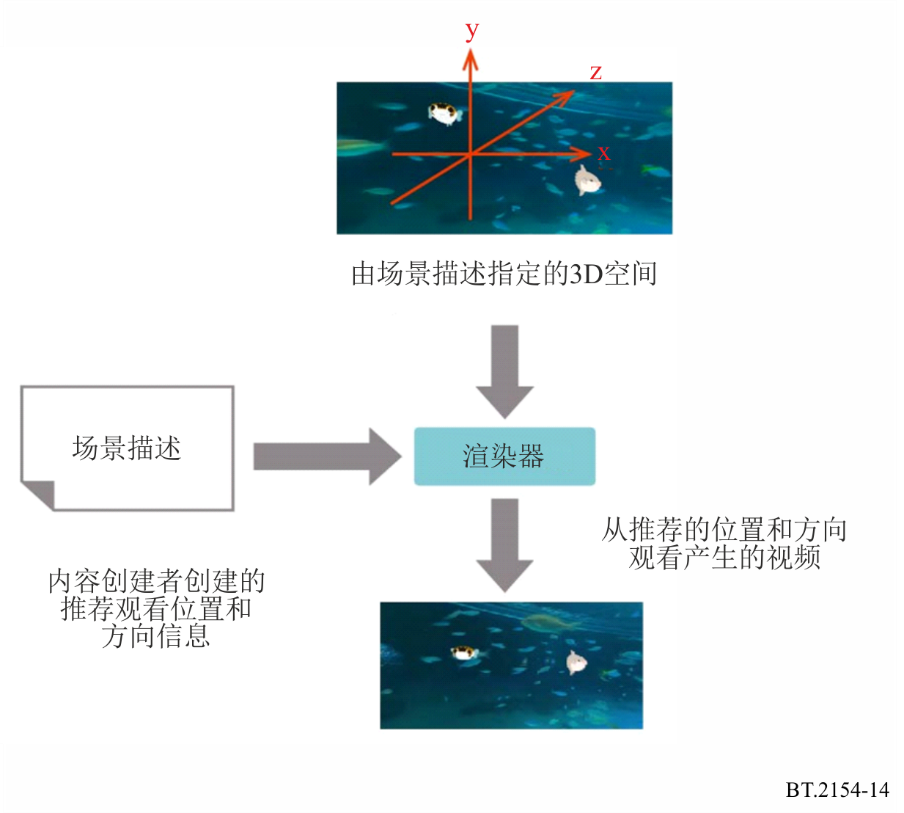 y
z
x
由场景描述指定的3D空间
场景描述
渲染器
从推荐的位置和方向
观看产生的视频
内容创建者创建的
推荐观看位置和
方向信息
BT.2154-14